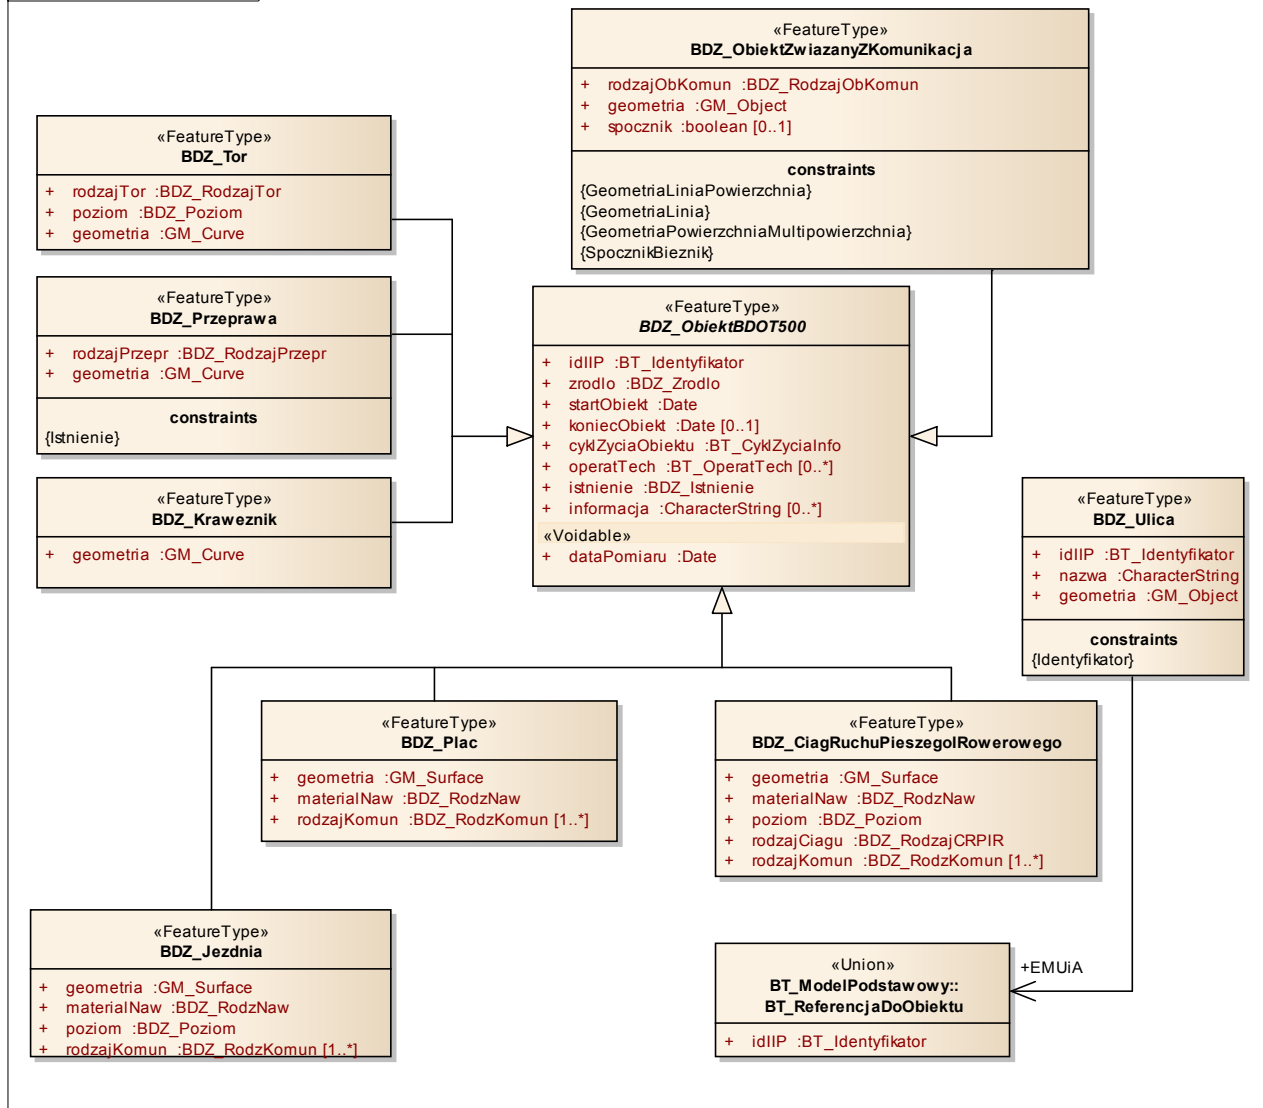 «FeatureType»
BDZ_ObiektZwiazanyZKomunikacja
+ rodzajObKomun :BDZ_RodzajObKomun
+ geometria :GM_Object
+ spocznik :boolean [0..1]
constraints
{GeometriaLiniaPowierzchnia}
{GeometriaLinia}
{GeometriaPowierzchniaMultipowierzchnia}
{SpocznikBieznik}
«FeatureType»
BDZ_Tor
+ rodzajTor :BDZ_RodzajTor
+ poziom :BDZ_Poziom
+ geometria :GM_Curve
«FeatureType»
BDZ_Przeprawa
+ rodzajPrzepr :BDZ_RodzajPrzepr
+ geometria :GM_Curve
constraints
{Istnienie}
«FeatureType»
BDZ_Kraweznik
+ geometria :GM_Curve
«FeatureType»
BDZ_ObiektBDOT500
+ idIIP :BT_Identyfikator
+ zrodlo :BDZ_Zrodlo
+ startObiekt :Date
+ koniecObiekt :Date [0..1]
+ cyklZyciaObiektu :BT_CyklZyciaInfo
+ operatTech :BT_OperatTech [0..*]
+ istnienie :BDZ_Istnienie
+ informacja :CharacterString [0..*]
«Voidable»
+ dataPomiaru :Date
«FeatureType»
BDZ_Ulica
+ idIIP :BT_Identyfikator
+ nazwa :CharacterString
+ geometria :GM_Object
constraints
{Identyfikator}
«FeatureType»
BDZ_Plac
+ geometria :GM_Surface
+ materialNaw :BDZ_RodzNaw
+ rodzajKomun :BDZ_RodzKomun [1..*]
«FeatureType»
BDZ_CiagRuchuPieszegoIRowerowego
+ geometria :GM_Surface
+ materialNaw :BDZ_RodzNaw
+ poziom :BDZ_Poziom
+ rodzajCiagu :BDZ_RodzajCRPIR
+ rodzajKomun :BDZ_RodzKomun [1..*]
«FeatureType»
BDZ_Jezdnia
+ geometria :GM_Surface
+ materialNaw :BDZ_RodzNaw
+ poziom :BDZ_Poziom
+ rodzajKomun :BDZ_RodzKomun [1..*]
«Union»
BT_ModelPodstawowy::
BT_ReferencjaDoObiektu
+ idIIP :BT_Identyfikator
+EMUiA